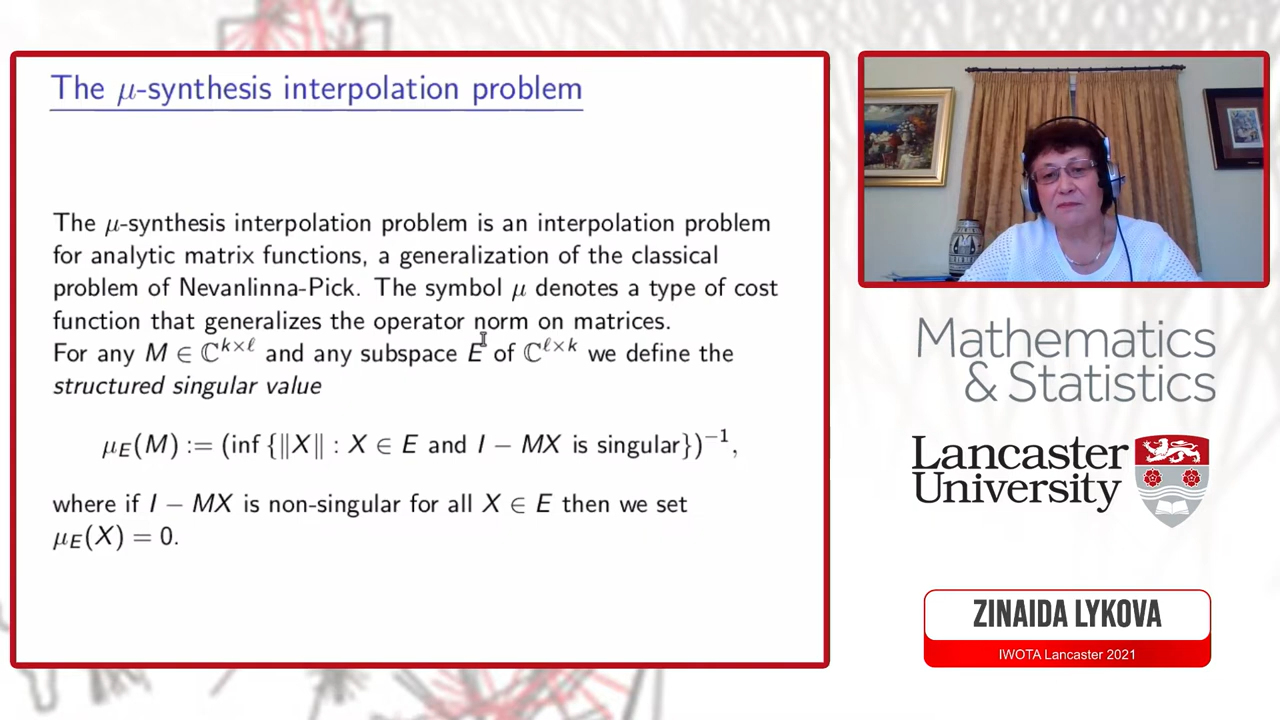 The μ-synthesis interpolation problem
The μ-synthesis interpolation problem is an interpolation problem
for analytic matrix functions, a generalization of the classical
problem of Nevanlinna-Pick. The symbol μ denotes a type of cost
function that generalizes the operator norm on matrices.
For any M ∈ ℂ^{k×ℓ} and any subspace E of ℂ^{ℓ×k} we define the
structured singular value
μ_E(M) := (inf {‖X‖ : X ∈ E and I − MX is singular})^{−1},
where if I − MX is non-singular for all X ∈ E then we set
μ_E(X) = 0.
Mathematics
& Statistics
Lancaster
University
ZINAIDA LYKOVA
IWOTA Lancaster 2021